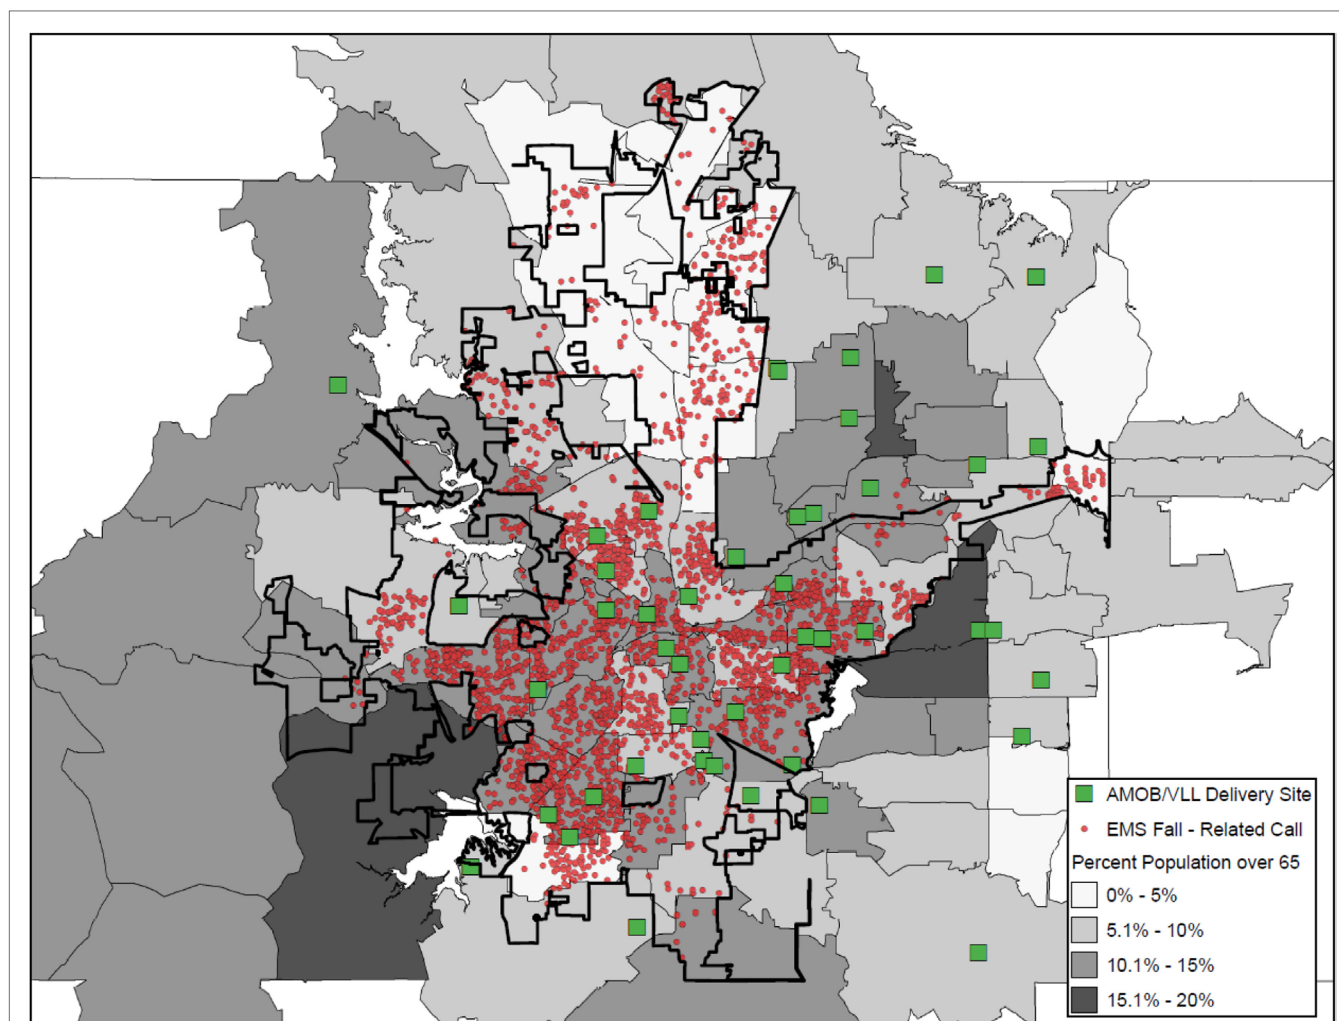 AMOB/VLL Delivery Site
EMS Fall - Related Call
Percent Population over 65
0% - 5%
5.1% - 10%
10.1% - 15%
15.1% - 20%